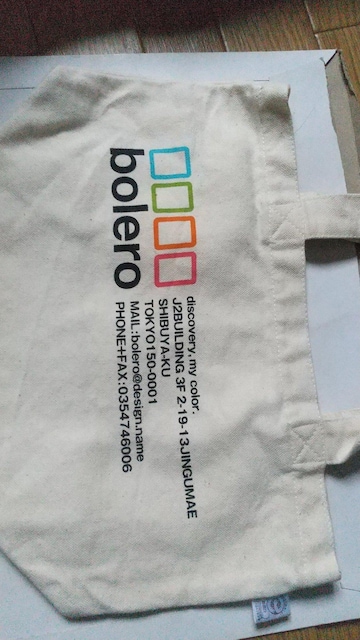 bolero
discovery, my color.
J2BUILDING 3F 2-19-13JINGUMAE
SHIBUYA-KU
TOKYO150-0001
MAIL:bolero@design.name
PHONE+FAX:0354746006